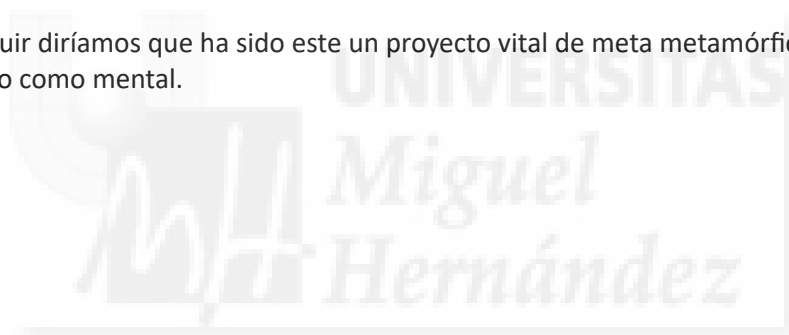 uir diríamos que ha sido este un proyecto vital de meta metamórfic
o como mental.
UNIVERSITAS
Miguel
Hernández